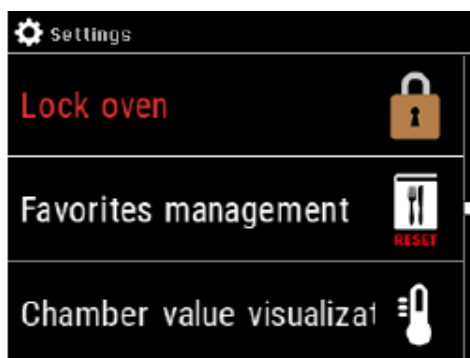 Settings
Lock oven
Favorites management
RESET
Chamber value visualizat